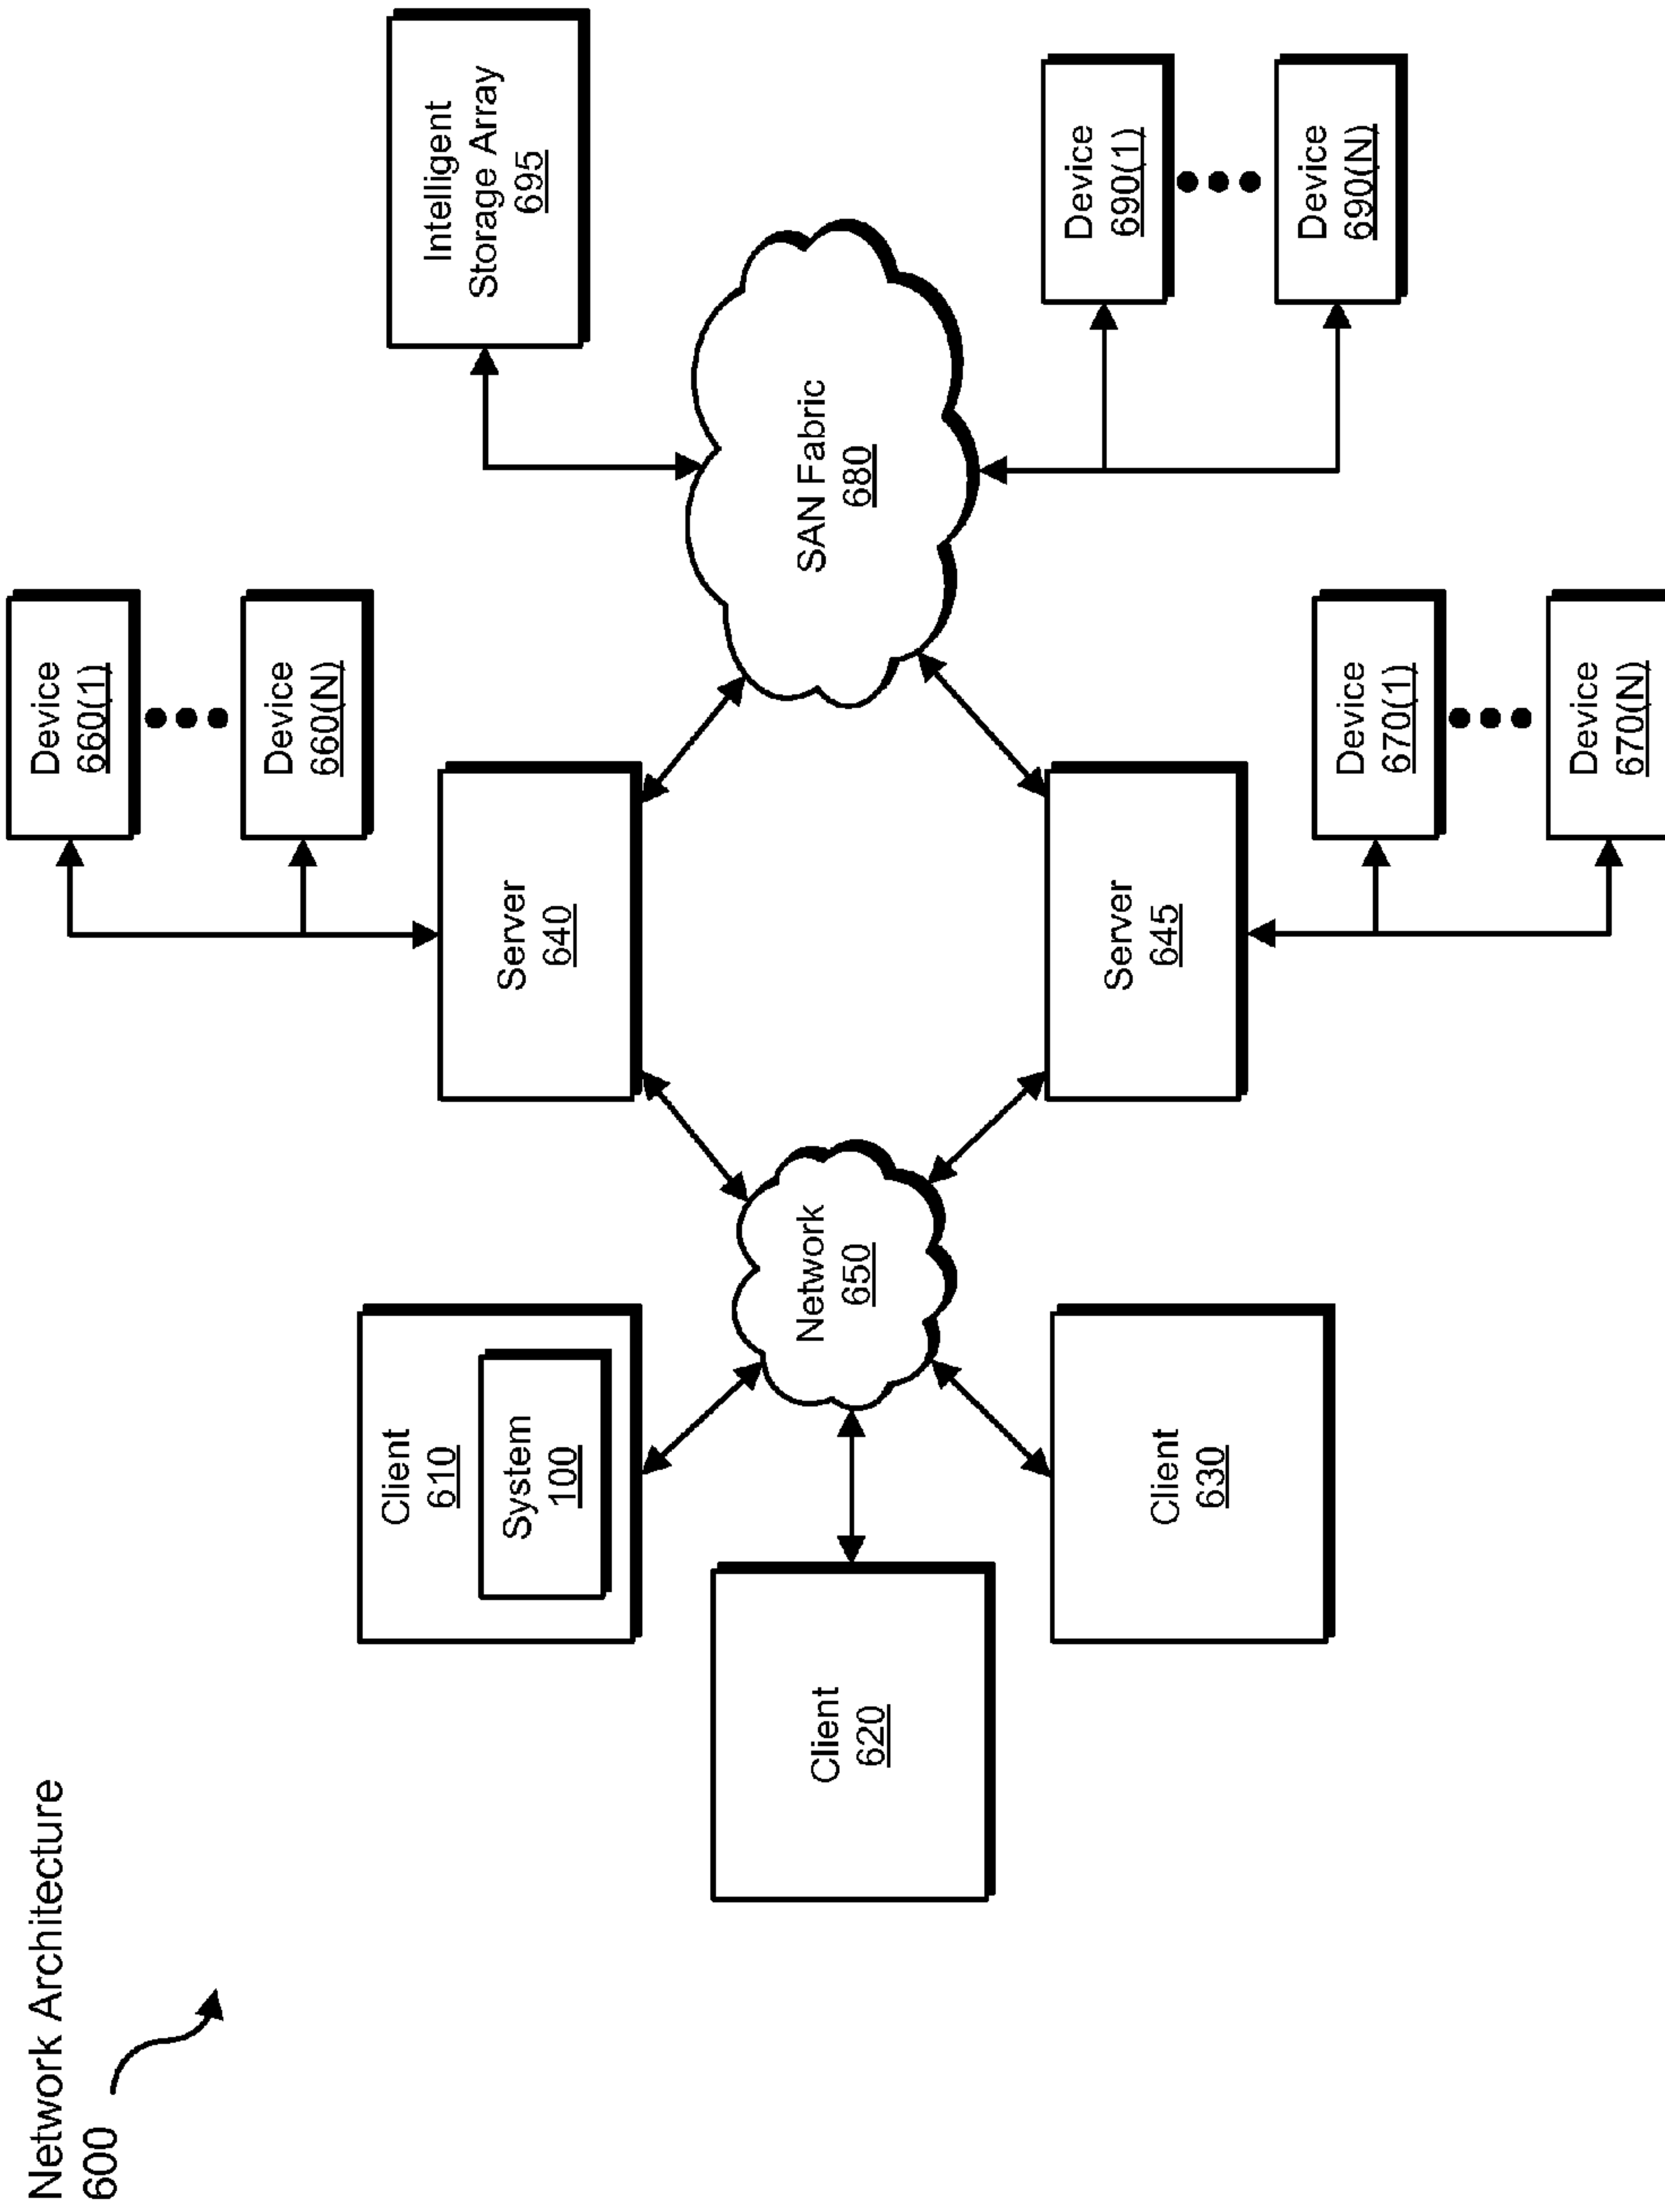 Network Architecture
600
Client
610
System
100
Client
620
Client
630
Network
650
Server
640
Server
645
Device
660(1)
Device
660(N)
Device
670(1)
Device
670(N)
SAN Fabric
680
Intelligent
Storage Array
695
Device
690(1)
Device
690(N)